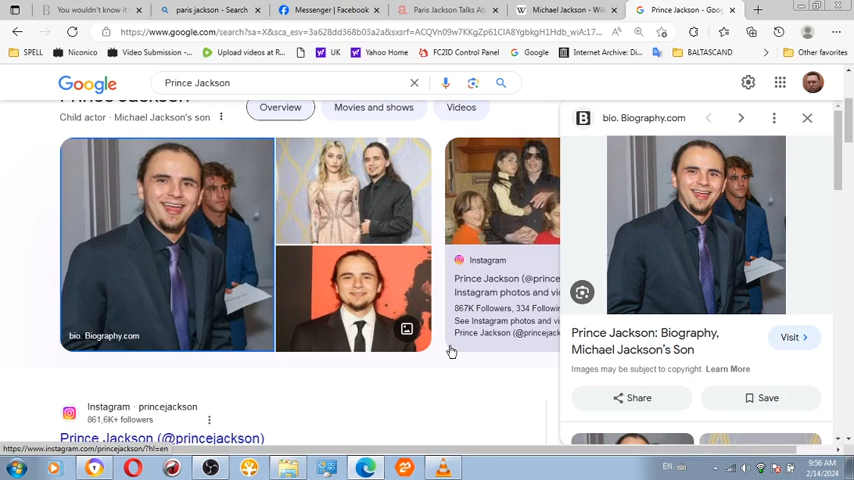 You wouldn't know it
paris jackson - Search
Messenger | Facebook
Paris Jackson Talks Ab
Michael Jackson - Wi
Prince Jackson - Goog
https://www.google.com/search?sa=X&sca_esv=3a628dd368b03a2a&sxsrf=ACQVn09w7KKZgpCI3CIA8YgbkgH1Hdb_wiA:17...
SPELL
Niconico
Video Submission -...
Upload videos at R...
UK
Yahoo Home
FC2ID Control Panel
Google
Internet Archive: Di...
BALTASCAND
Other favorites
Google
Prince Jackson
Prince Jackson
Child actor · Michael Jackson's son
Overview
Movies and shows
Videos
bio. Biography.com
Instagram
Prince Jackson (@prince
Instagram photos and vi
867K Followers, 334 Followin
See Instagram photos and vi
Prince Jackson (@princejack
bio. Biography.com
Prince Jackson: Biography,
Michael Jackson's Son
Visit
Images may be subject to copyright. Learn More
Share
Save
Instagram · princejackson
861,6K+ followers
Prince Jackson (@princejackson)
https://www.instagram.com/princejackson/?hl=en
EN
9:56 AM
2/14/2024